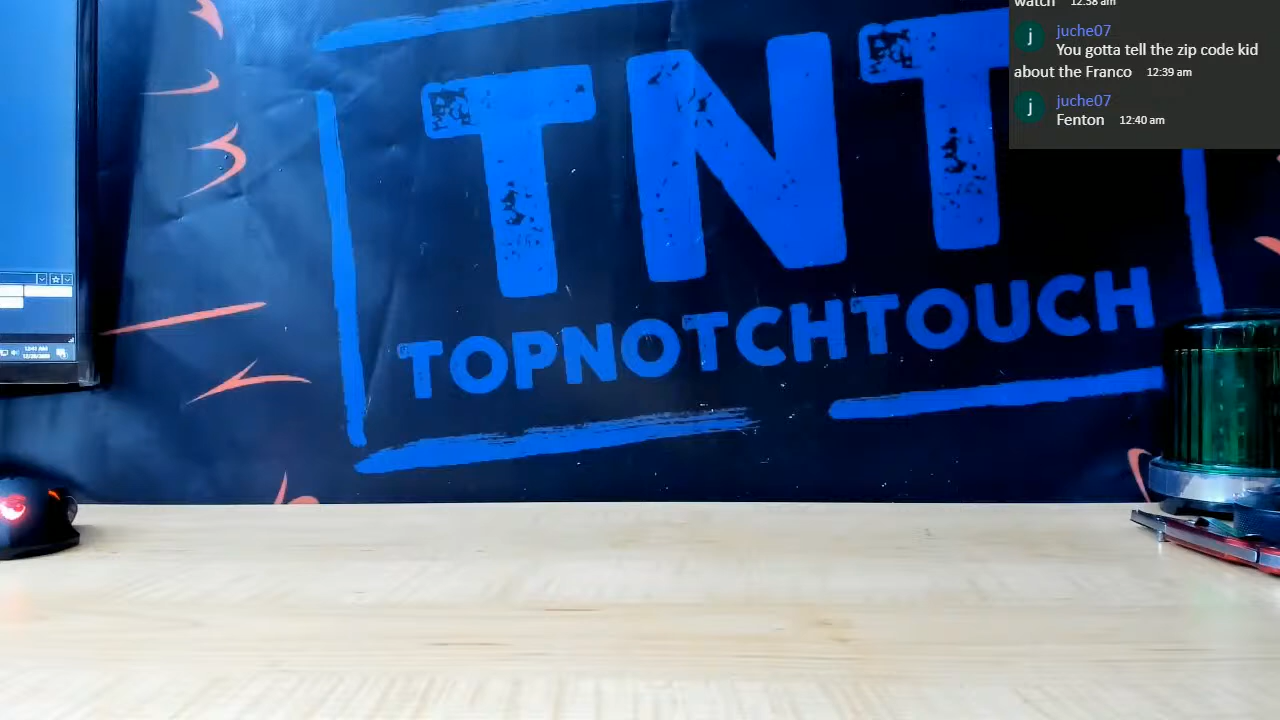 watch 12:38 am
juche07
You gotta tell the zip code kid
about the Franco 12:39 am
j
juche07
Fenton 12:40 am
j
TNT
TOPNOTCHTOUCH